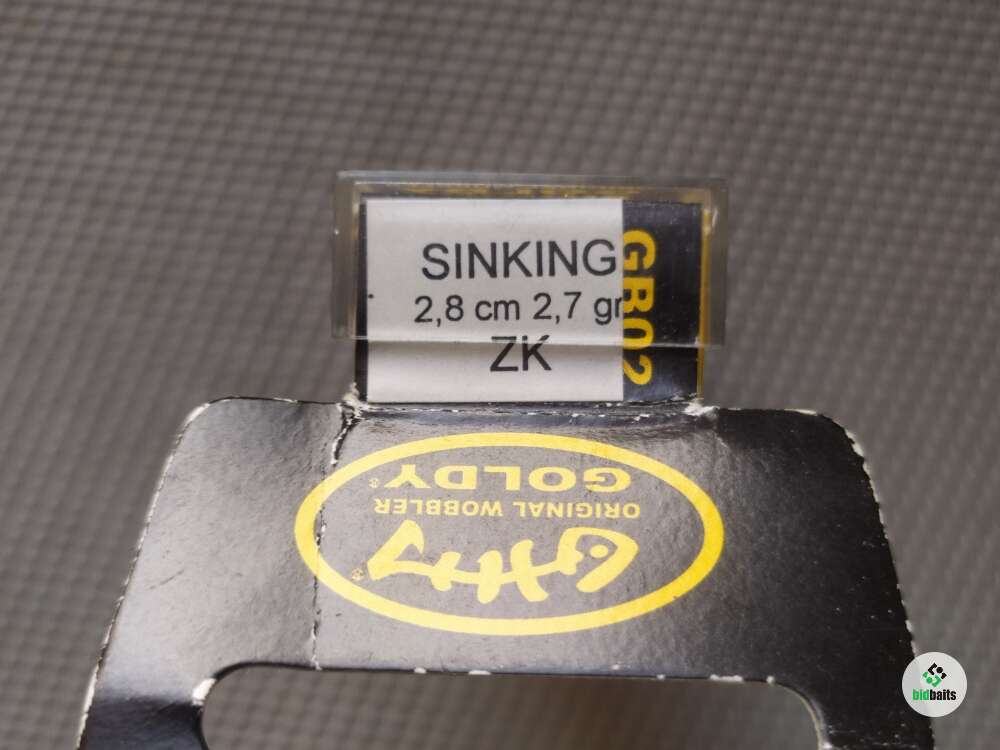 SINKING
2,8 cm 2,7 gr
ZK
GB02
GOLDY®
ORIGINAL WOBBLER
®
bidbaits